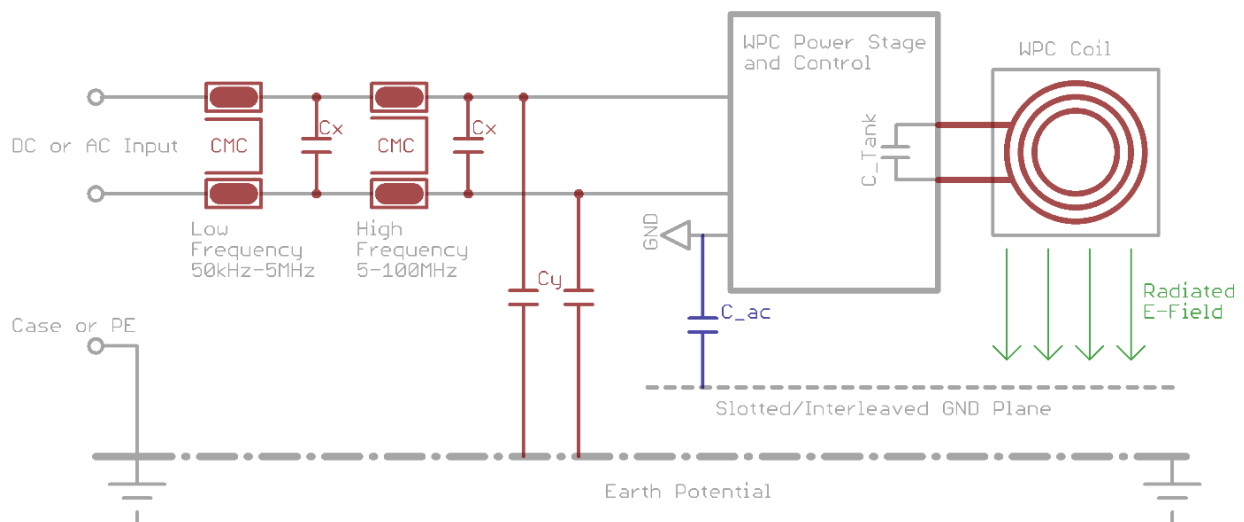 WPC Power Stage
and Control
WPC Coil
DC or AC Input
CMC
Cx
CMC
Cx
C_Tank
Low
Frequency
50kHz-5MHz
High
Frequency
5-100MHz
GND
Cy
C_ac
Radiated
E-Field
Case or PE
Slotted/Interleaved GND Plane
Earth Potential